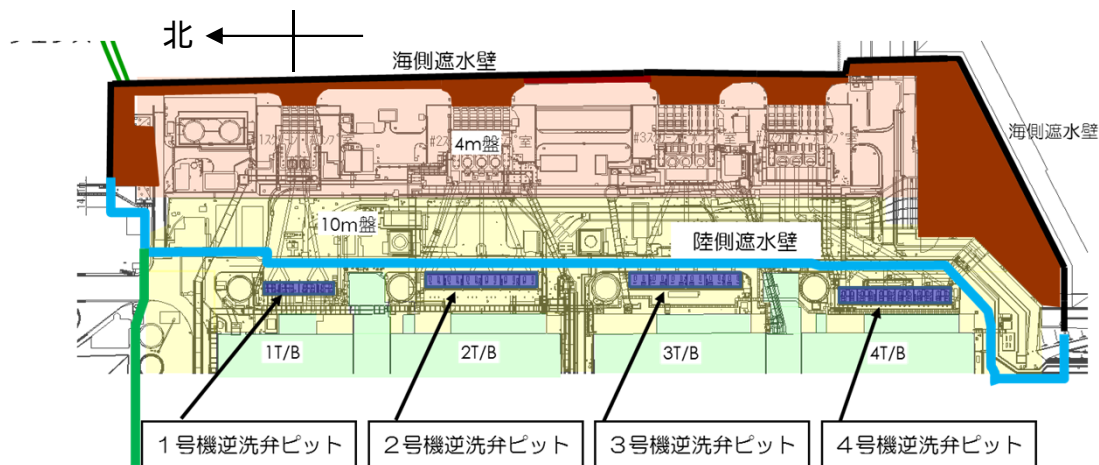 北
海側遮水壁
海側遮水壁
4m盤
10m盤
陸側遮水壁
1T/B
2T/B
3T/B
4T/B
１号機逆洗弁ピット
２号機逆洗弁ピット
３号機逆洗弁ピット
４号機逆洗弁ピット